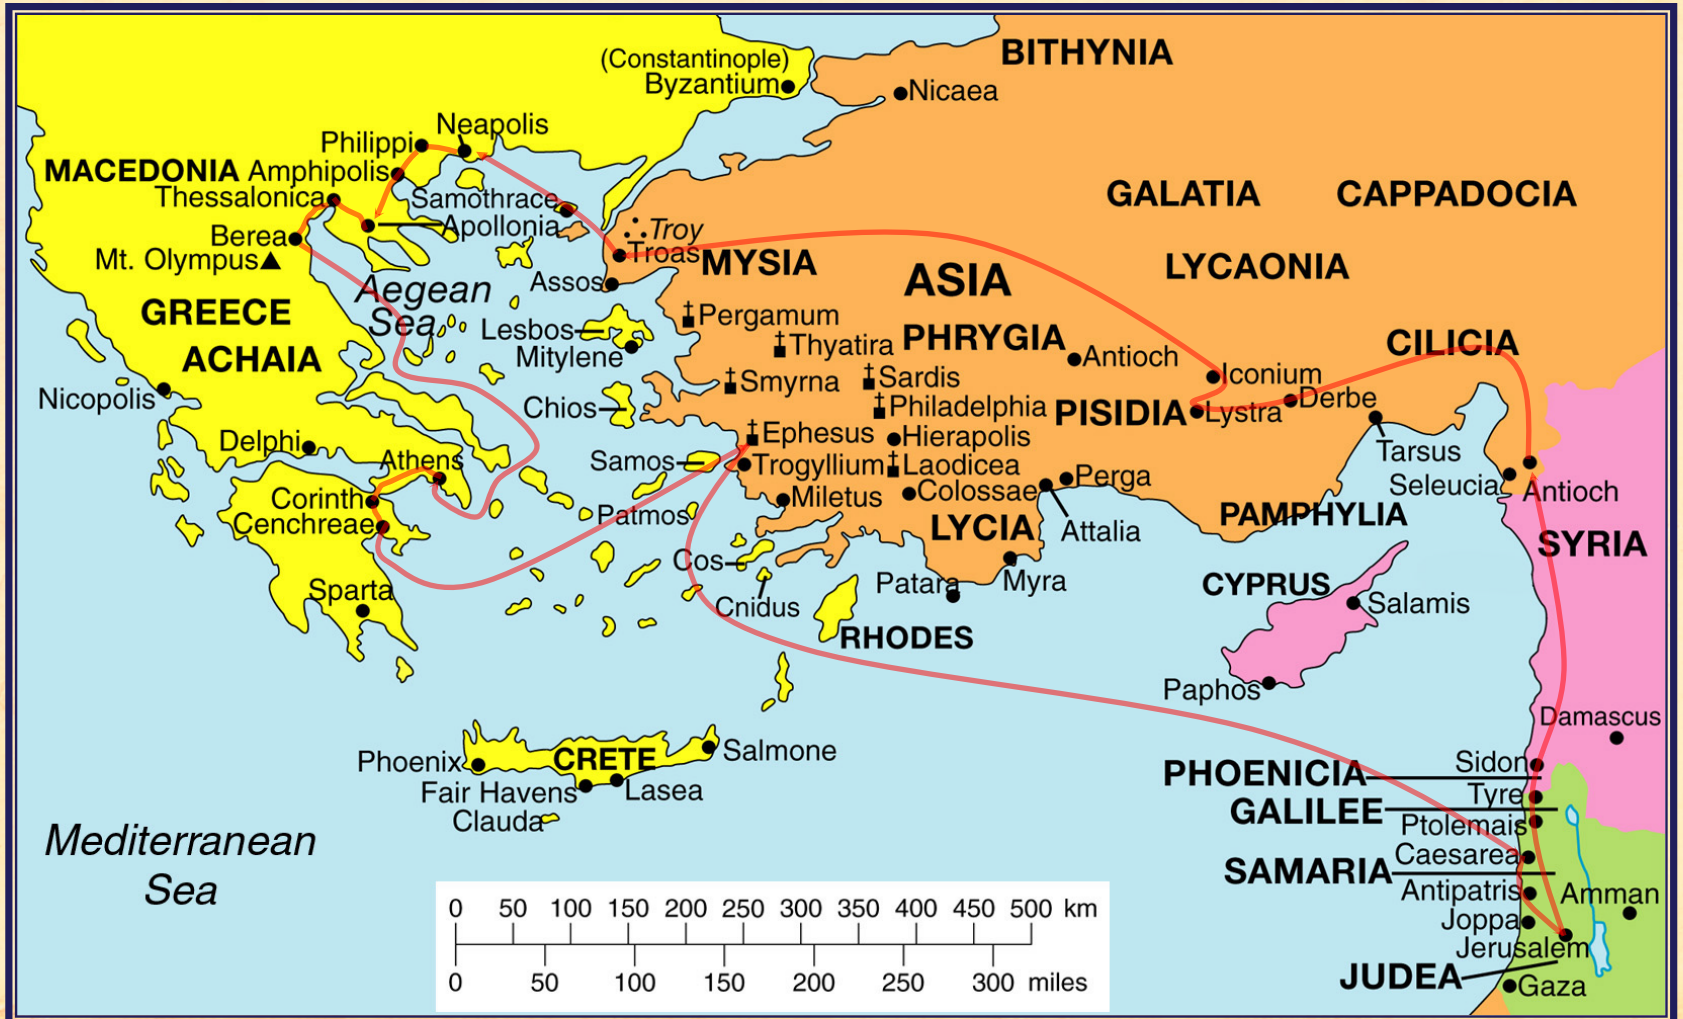 (Constantinople)
Byzantium
BITHYNIA
Nicaea
Neapolis
Philippi
MACEDONIA
Amphipolis
Thessalonica
Samothrace
Apollonia
GALATIA
CAPPADOCIA
Berea
Troy
Troas
Mt. Olympus
MYSIA
LYCAONIA
Assos
ASIA
Aegean
Sea
GREECE
Pergamum
Lesbos
Thyatira
PHRYGIA
CILICIA
ACHAIA
Mitylene
Antioch
Nicopolis
Smyrna
Sardis
Iconium
Chios
Philadelphia
PISIDIA
Lystra
Derbe
Delphi
Ephesus
Hierapolis
Tarsus
Athens
Samos
Trogyllium
Laodicea
Perga
Seleucia
Antioch
Corinth
Miletus
Colossae
Cenchreae
Patmos
LYCIA
Attalia
PAMPHYLIA
SYRIA
Cos
Sparta
Cnidus
Patara
Myra
CYPRUS
Salamis
RHODES
Paphos
Damascus
Phoenix
CRETE
Salmone
Fair Havens
Lasea
Clauda
PHOENICIA
Sidon
Tyre
GALILEE
Ptolemais
Mediterranean
Sea
Caesarea
SAMARIA
Antipatris
Amman
Joppa
Jerusalem
JUDEA
Gaza
0 50 100 150 200 250 300 350 400 450 500 km
0 50 100 150 200 250 300 miles